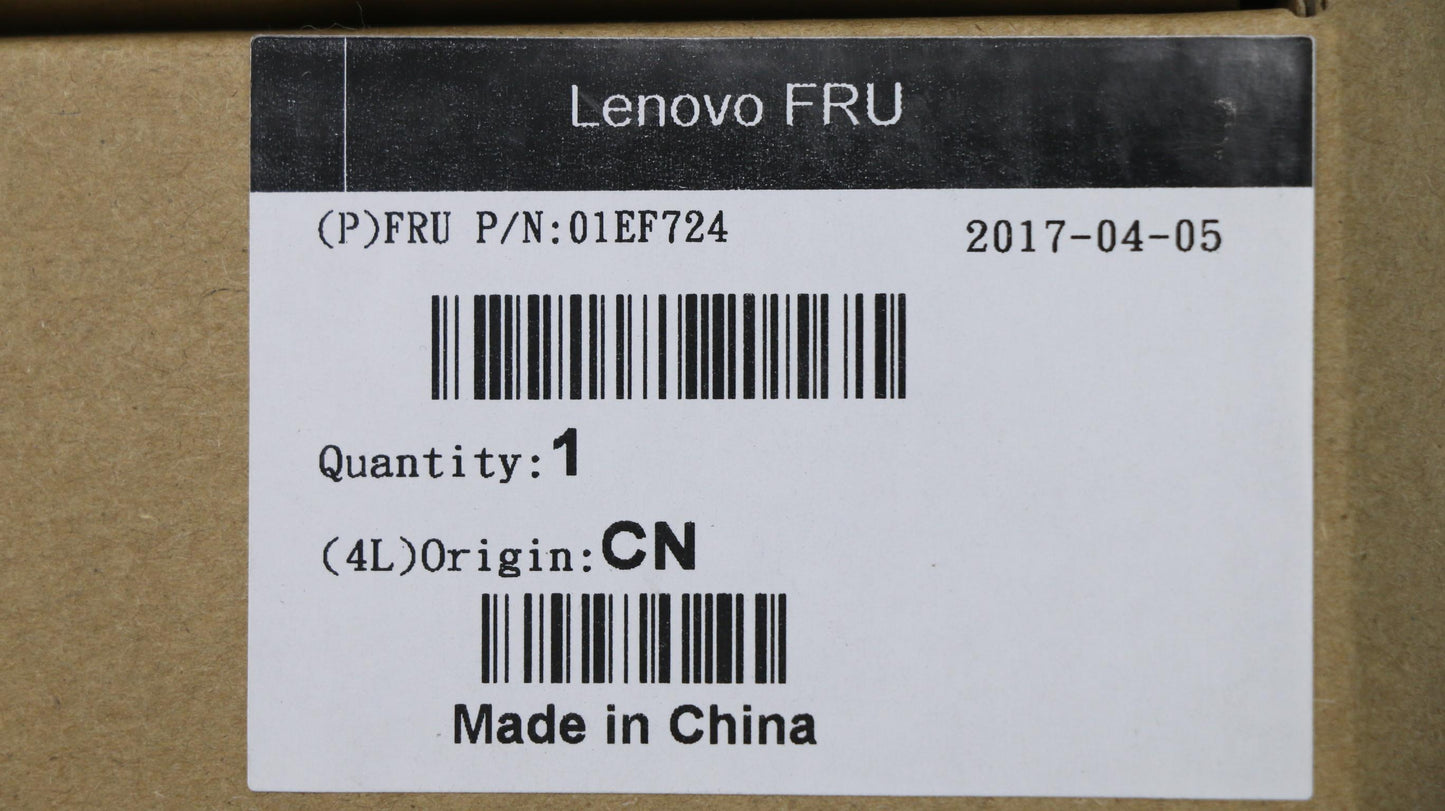 Lenovo FRU
(P)FRU P/N:01EF724
2017-04-05
Quantity:1
(4L)Origin:CN
Made in China